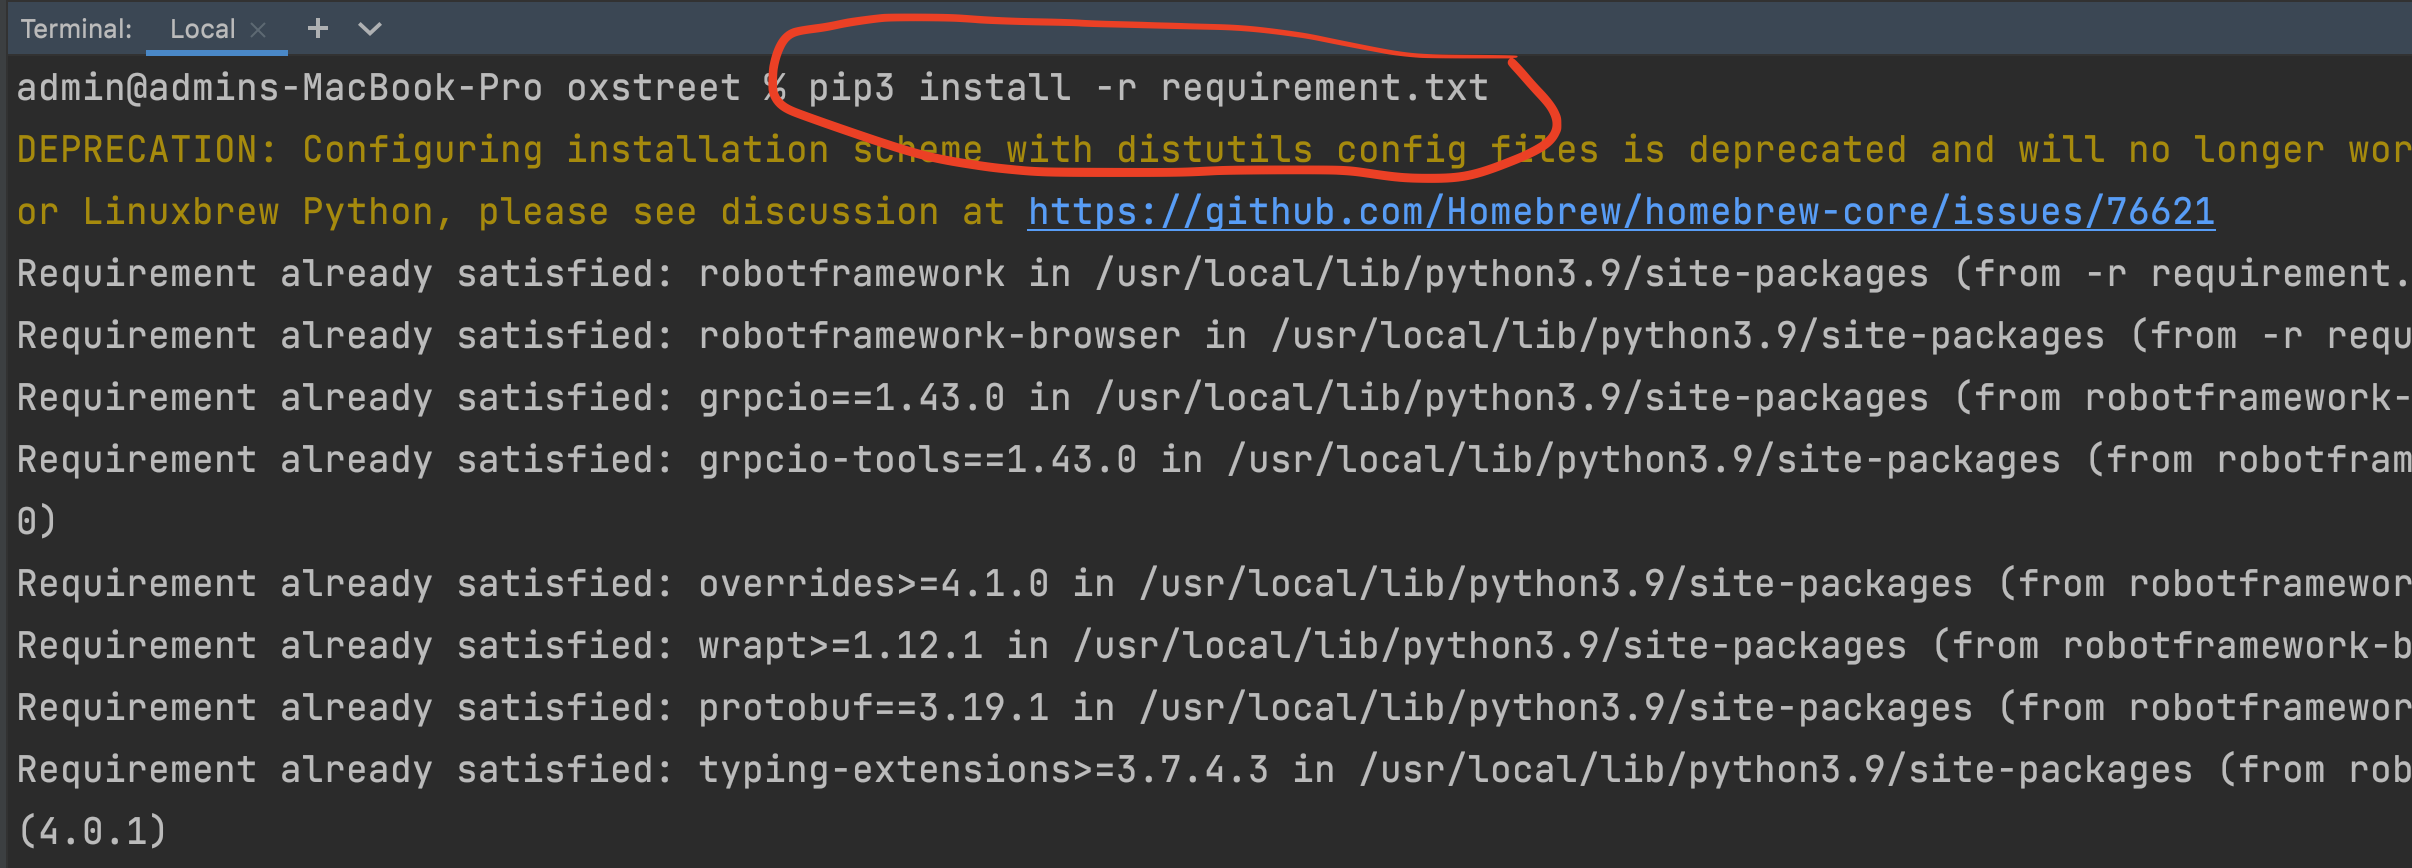 Terminal: Local × + 
admin@admins-MacBook-Pro oxstreet % pip3 install -r requirement.txt
DEPRECATION: Configuring installation scheme with distutils config files is deprecated and will no longer wor
or Linuxbrew Python, please see discussion at https://github.com/Homebrew/homebrew-core/issues/76621
Requirement already satisfied: robotframework in /usr/local/lib/python3.9/site-packages (from -r requirement.
Requirement already satisfied: robotframework-browser in /usr/local/lib/python3.9/site-packages (from -r requ
Requirement already satisfied: grpcio==1.43.0 in /usr/local/lib/python3.9/site-packages (from robotframework-
Requirement already satisfied: grpcio-tools==1.43.0 in /usr/local/lib/python3.9/site-packages (from robotfram
0)
Requirement already satisfied: overrides>=4.1.0 in /usr/local/lib/python3.9/site-packages (from robotframewor
Requirement already satisfied: wrapt>=1.12.1 in /usr/local/lib/python3.9/site-packages (from robotframework-b
Requirement already satisfied: protobuf==3.19.1 in /usr/local/lib/python3.9/site-packages (from robotframewor
Requirement already satisfied: typing-extensions>=3.7.4.3 in /usr/local/lib/python3.9/site-packages (from rob
(4.0.1)